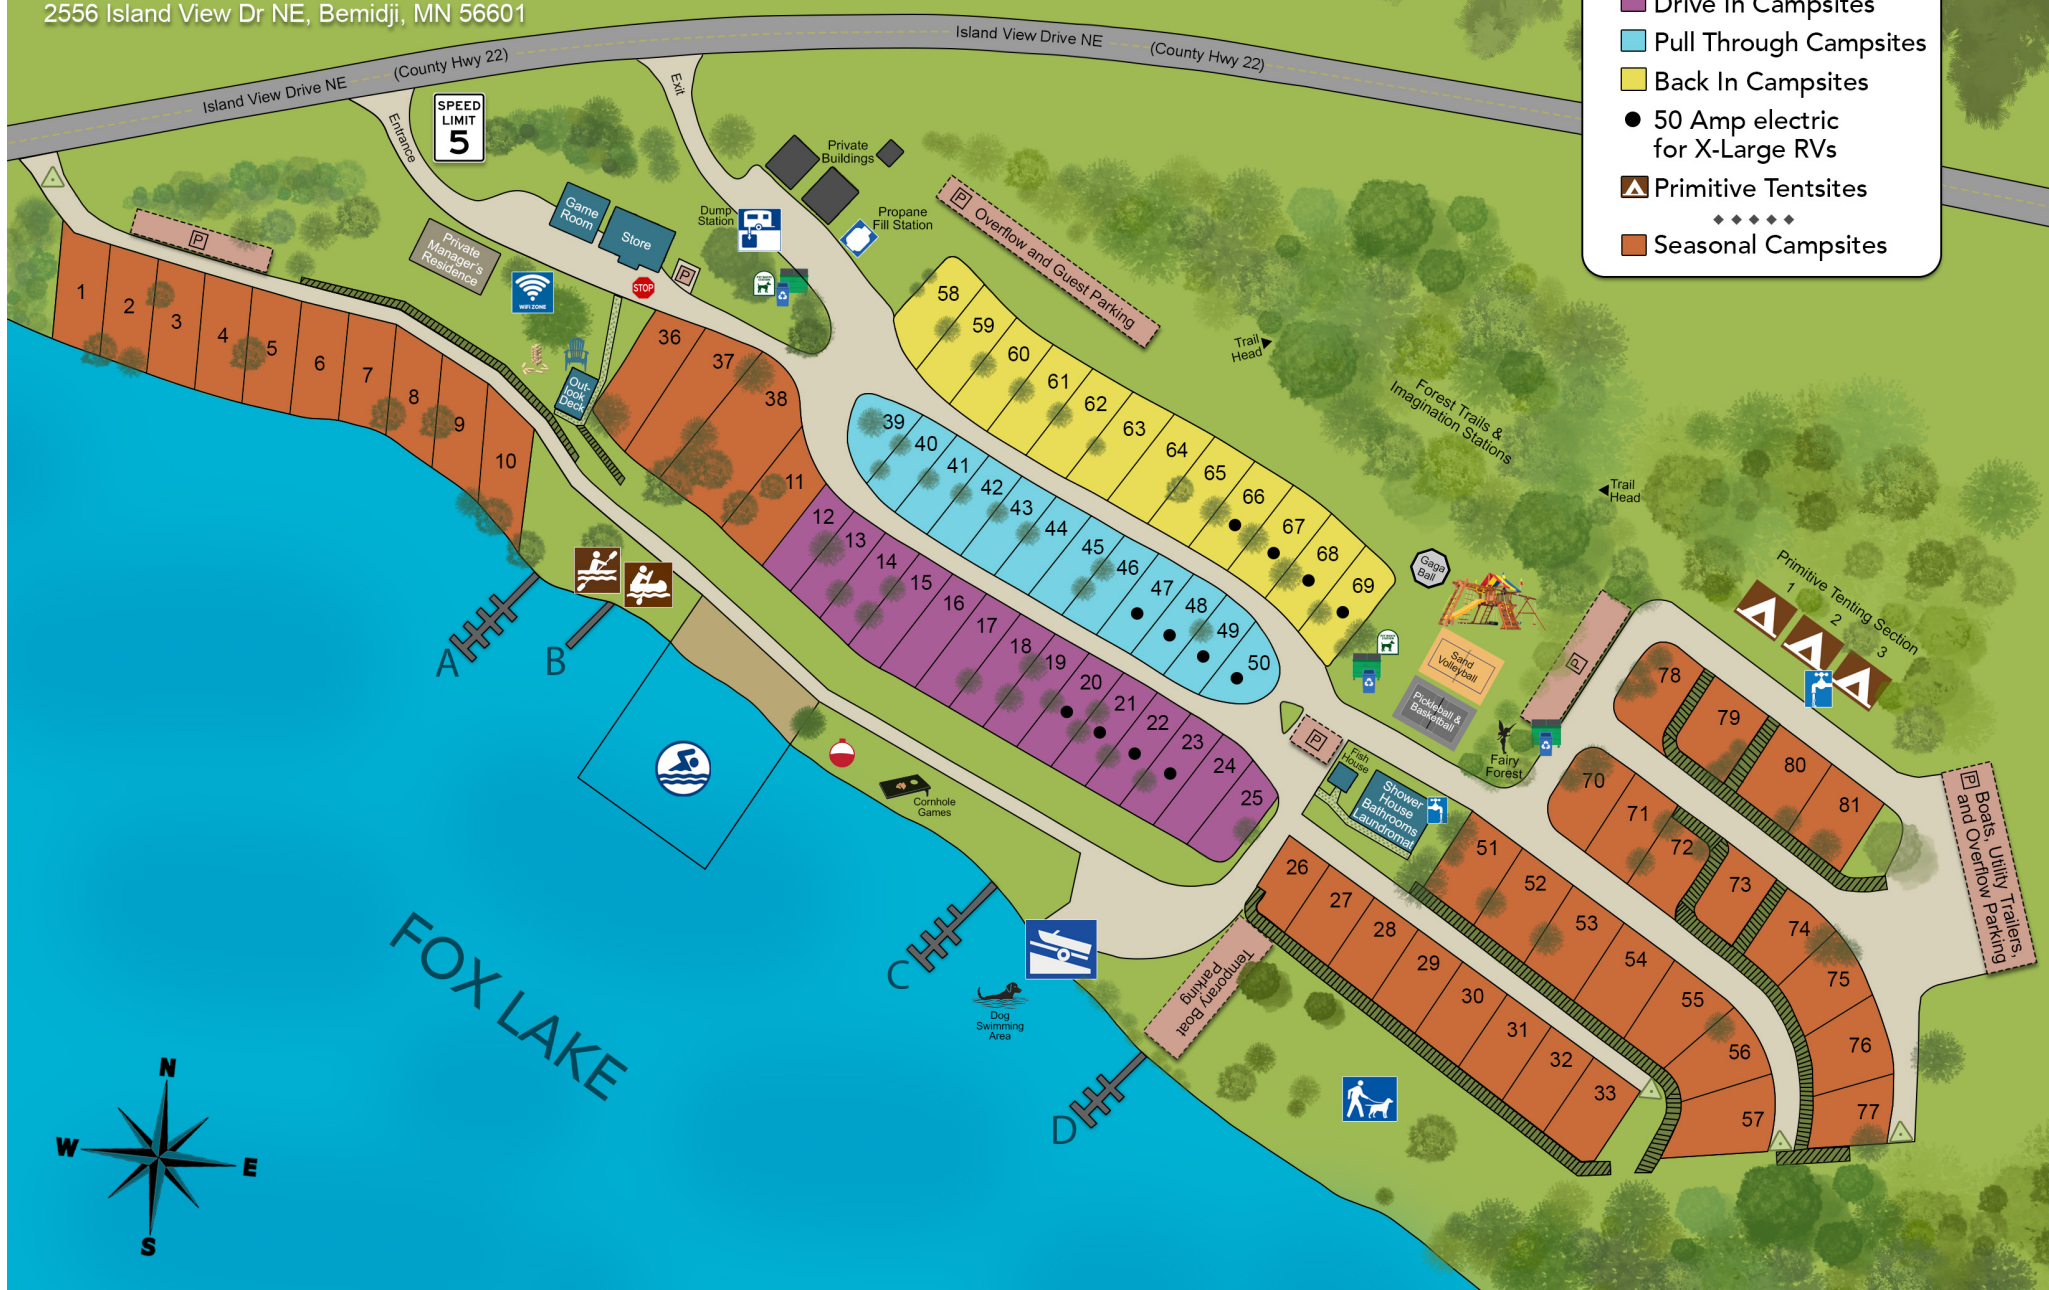 2556 Island View Dr NE, Bemidji, MN 56601
Drive In Campsites
Pull Through Campsites
Back In Campsites
50 Amp electric
for X-Large RVs
Primitive Tentsites
Seasonal Campsites
Island View Drive NE
(County Hwy 22)
Island View Drive NE
(County Hwy 22)
Entrance
Exit
SPEED
LIMIT
5
Private
Buildings
Dump
Station
Propane
Fill Station
Game
Room
Store
STOP
P
P
Private
Manager's
Residence
WIFI ZONE
Out-
look
Deck
P Overflow and Guest Parking
Trail
Head
Forest Trails &
Imagination Stations
Trail
Head
Primitive Tenting Section
1
2
3
1
2
3
4
5
6
7
8
9
10
36
37
38
11
12
13
14
15
16
17
18
19
20
21
22
23
24
25
39
40
41
42
43
44
45
46
47
48
49
50
58
59
60
61
62
63
64
65
66
67
68
69
Gaga
Ball
Sand
Volleyball
Pickleball &
Basketball
Fairy
Forest
P
P
Fish
House
Shower
House
Bathrooms
Laundromat
78
79
80
81
70
71
72
73
74
75
76
77
51
52
53
54
55
56
57
26
27
28
29
30
31
32
33
P Boats, Utility Trailers,
and Overflow Parking
Temporary Boat
Parking
Cornhole
Games
Dog
Swimming
Area
A
B
C
D
FOX LAKE
N
W
E
S